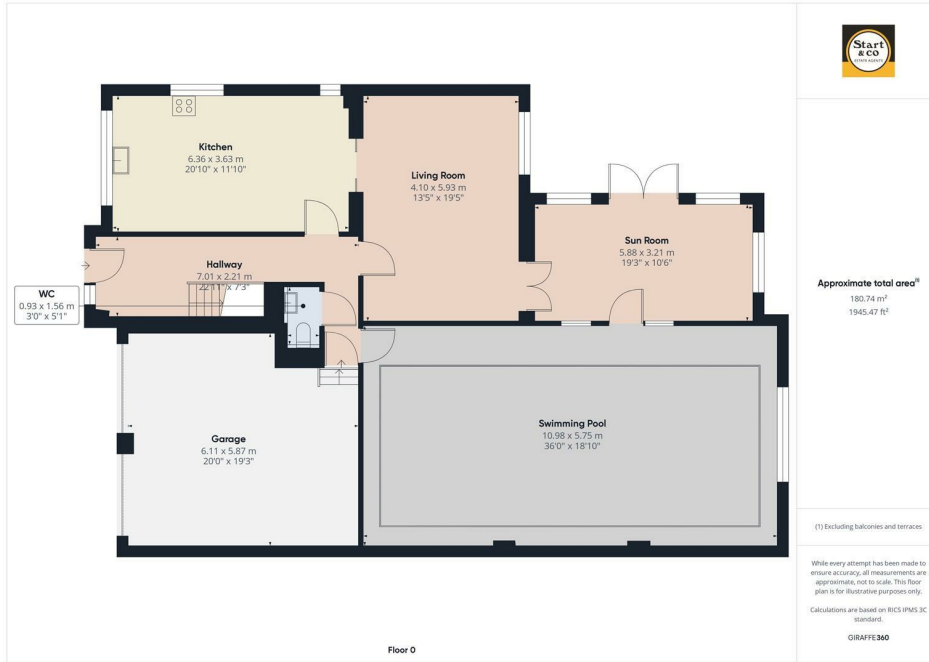 Kitchen
6.36 x 3.63 m
20'10" x 11'10"
Living Room
4.10 x 5.93 m
13'5" x 19'5"
Sun Room
5.88 x 3.21 m
19'3" x 10'6"
Hallway
7.01 x 2.21 m
22'11" x 7'3"
WC
0.93 x 1.56 m
3'0" x 5'1"
Garage
6.11 x 5.87 m
20'0" x 19'3"
Swimming Pool
10.98 x 5.75 m
36'0" x 18'10"
Floor 0
Start
& CO
ESTATE AGENTS
Approximate total area⁽¹⁾
180.74 m²
1945.47 ft²
(1) Excluding balconies and terraces
While every attempt has been made to
ensure accuracy, all measurements are
approximate, not to scale. This floor
plan is for illustrative purposes only.
Calculations are based on RICS IPMS 3C
standard.
GIRAFFE360